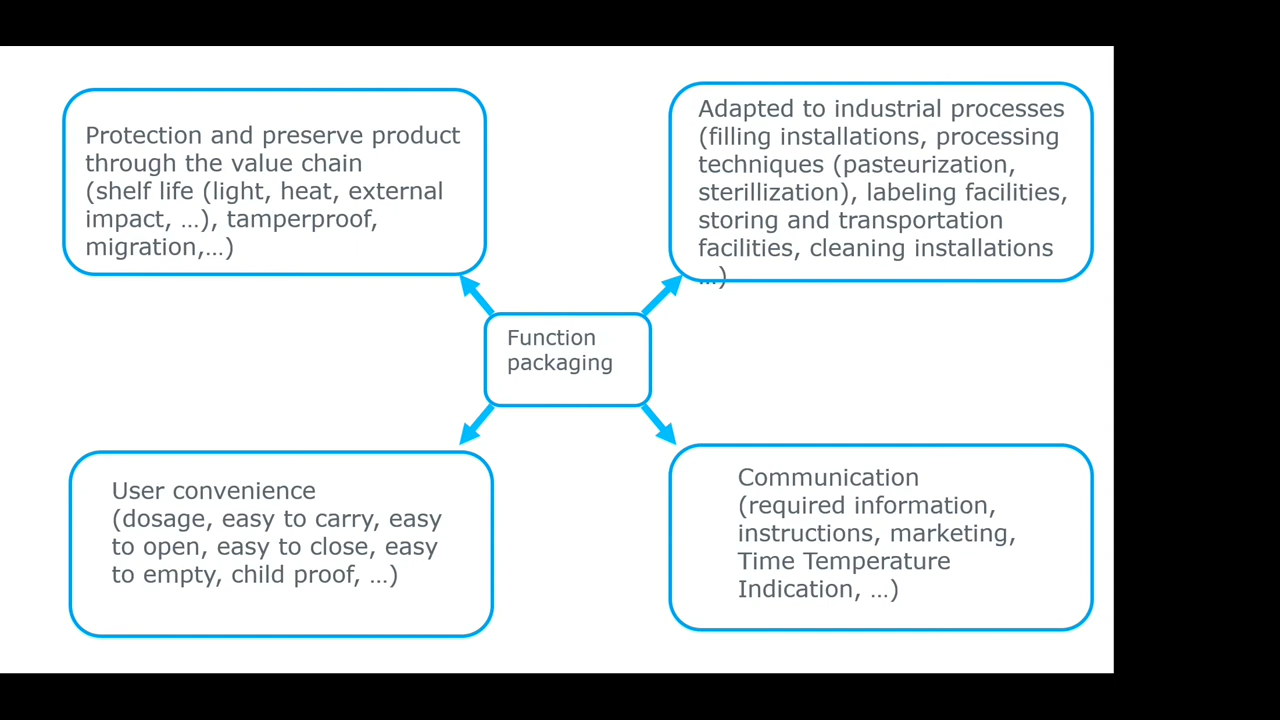 Protection and preserve product
through the value chain
(shelf life (light, heat, external
impact, …), tamperproof,
migration,…)
Adapted to industrial processes
(filling installations, processing
techniques (pasteurization,
sterillization), labeling facilities,
storing and transportation
facilities, cleaning installations
…)
Function
packaging
User convenience
(dosage, easy to carry, easy
to open, easy to close, easy
to empty, child proof, …)
Communication
(required information,
instructions, marketing,
Time Temperature
Indication, …)